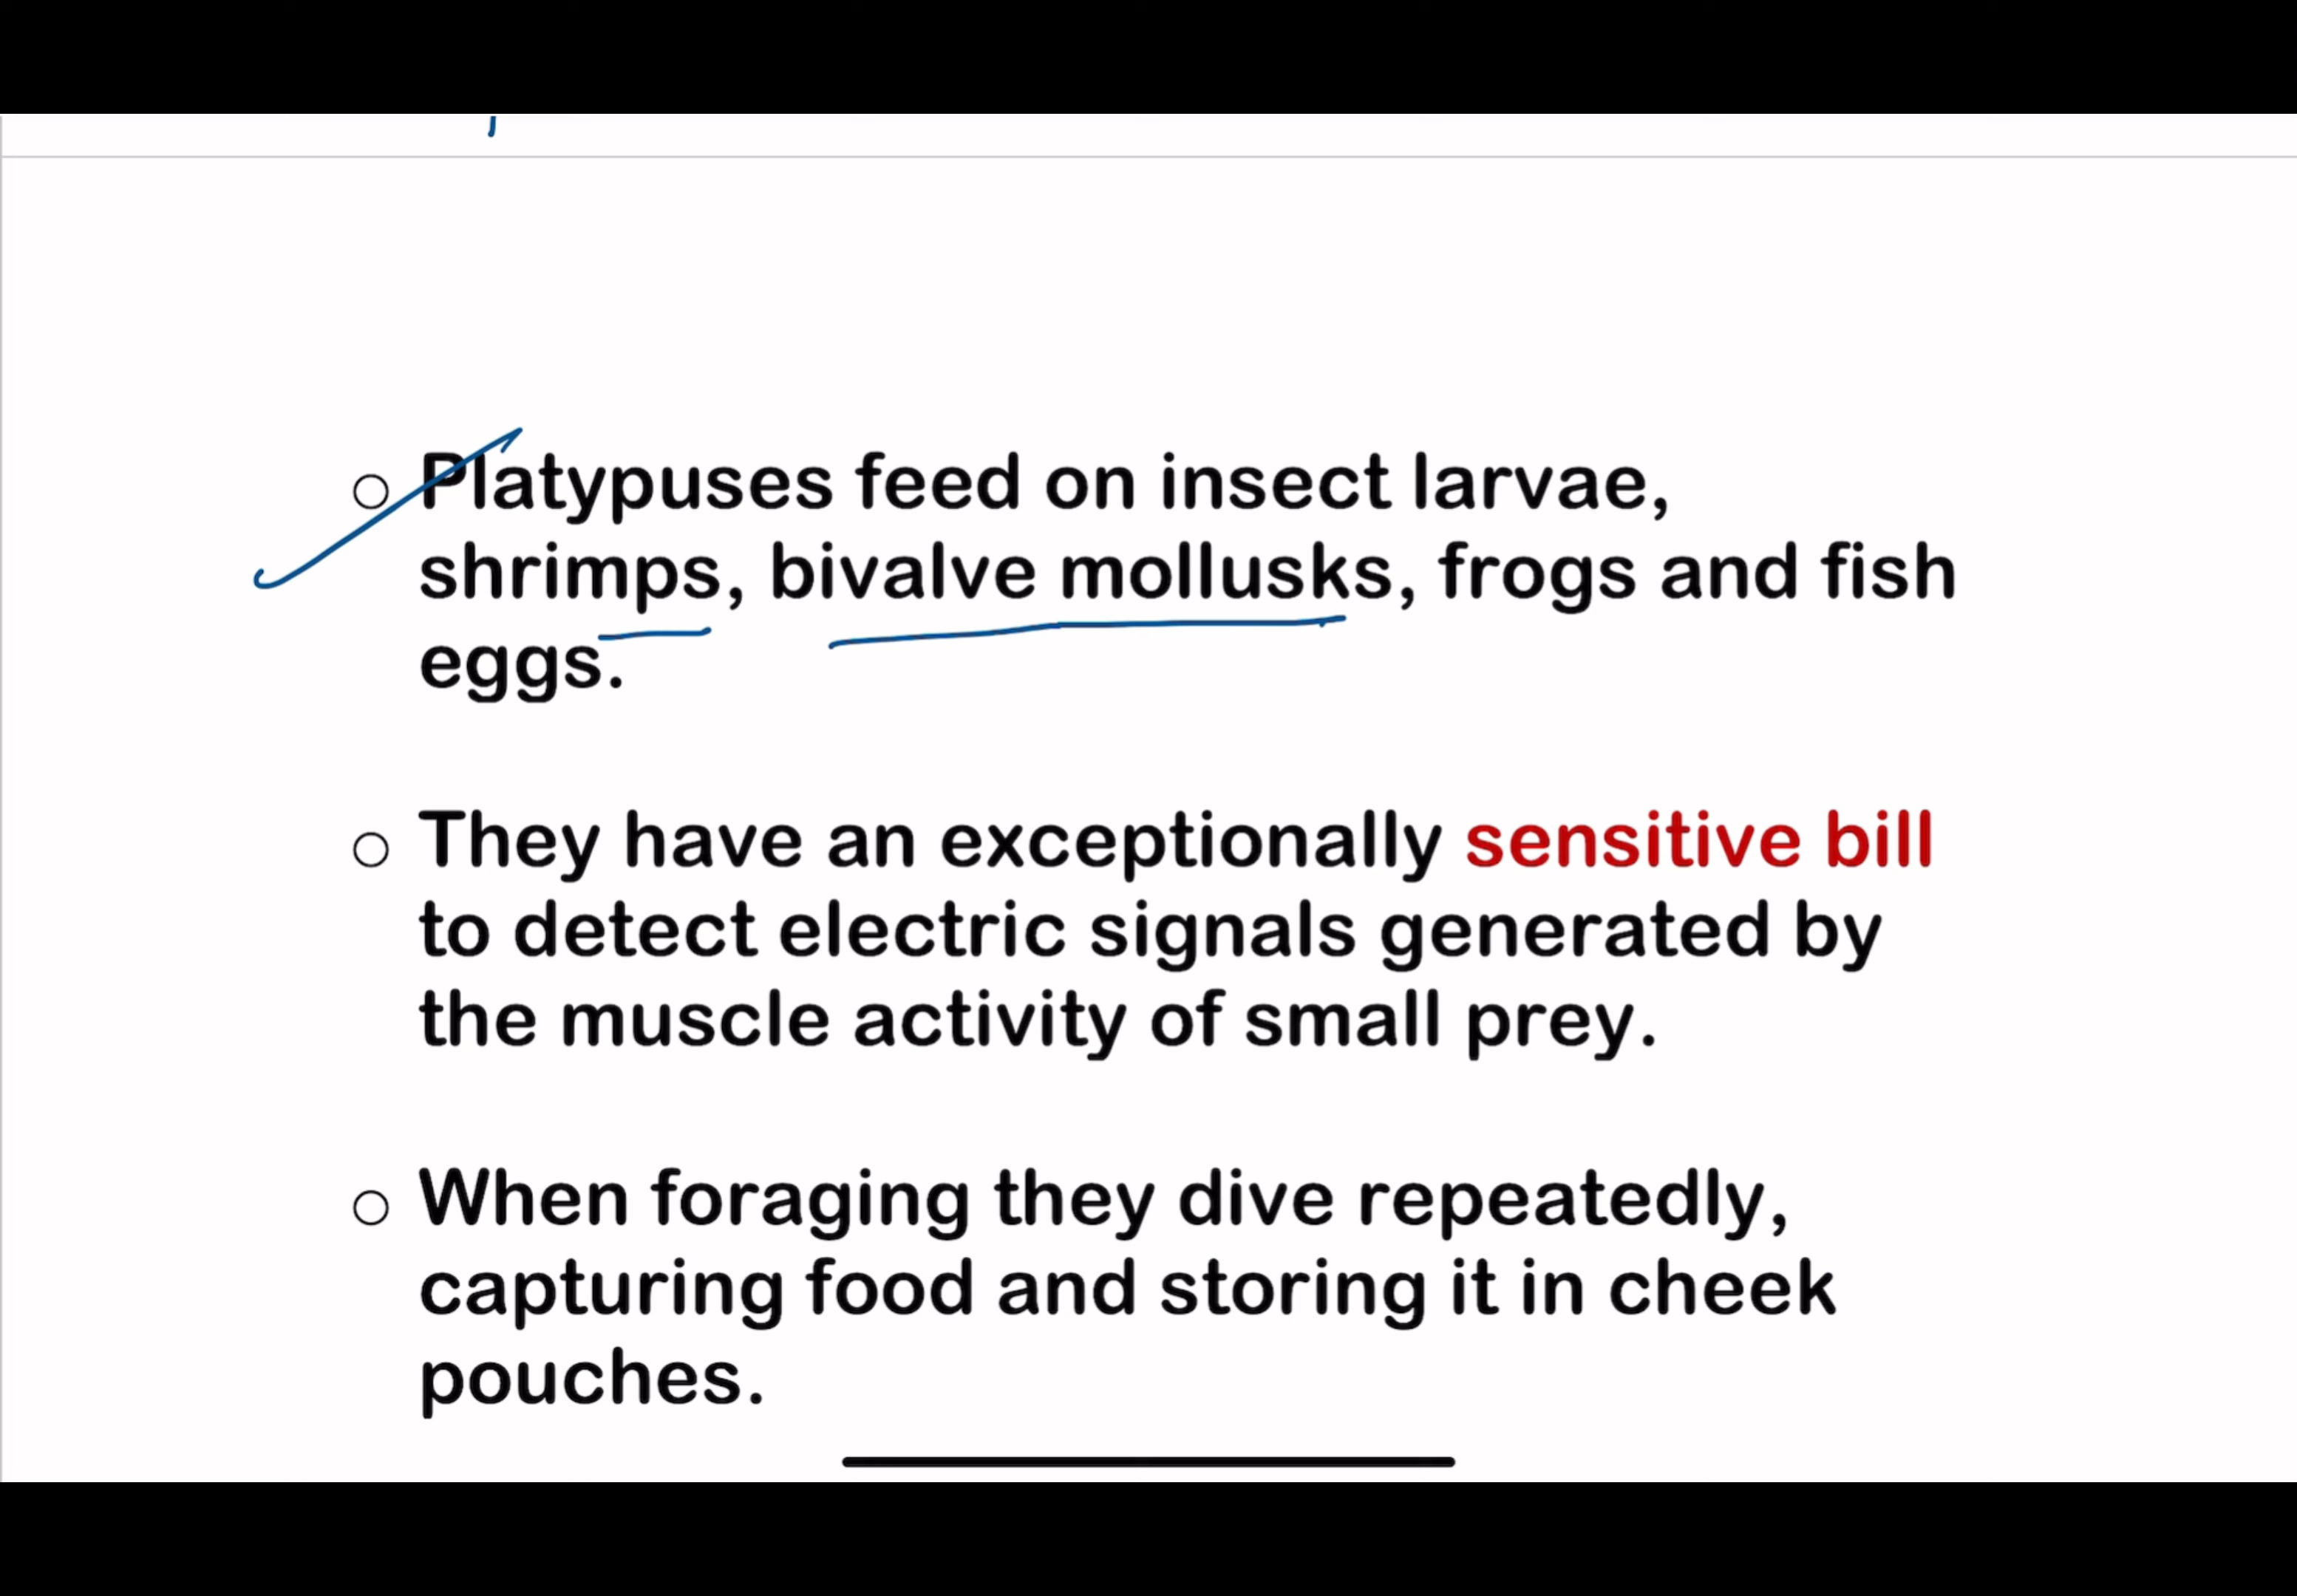 ○ Platypuses feed on insect larvae,
shrimps, bivalve mollusks, frogs and fish
eggs.
○ They have an exceptionally sensitive bill
to detect electric signals generated by
the muscle activity of small prey.
○ When foraging they dive repeatedly,
capturing food and storing it in cheek
pouches.